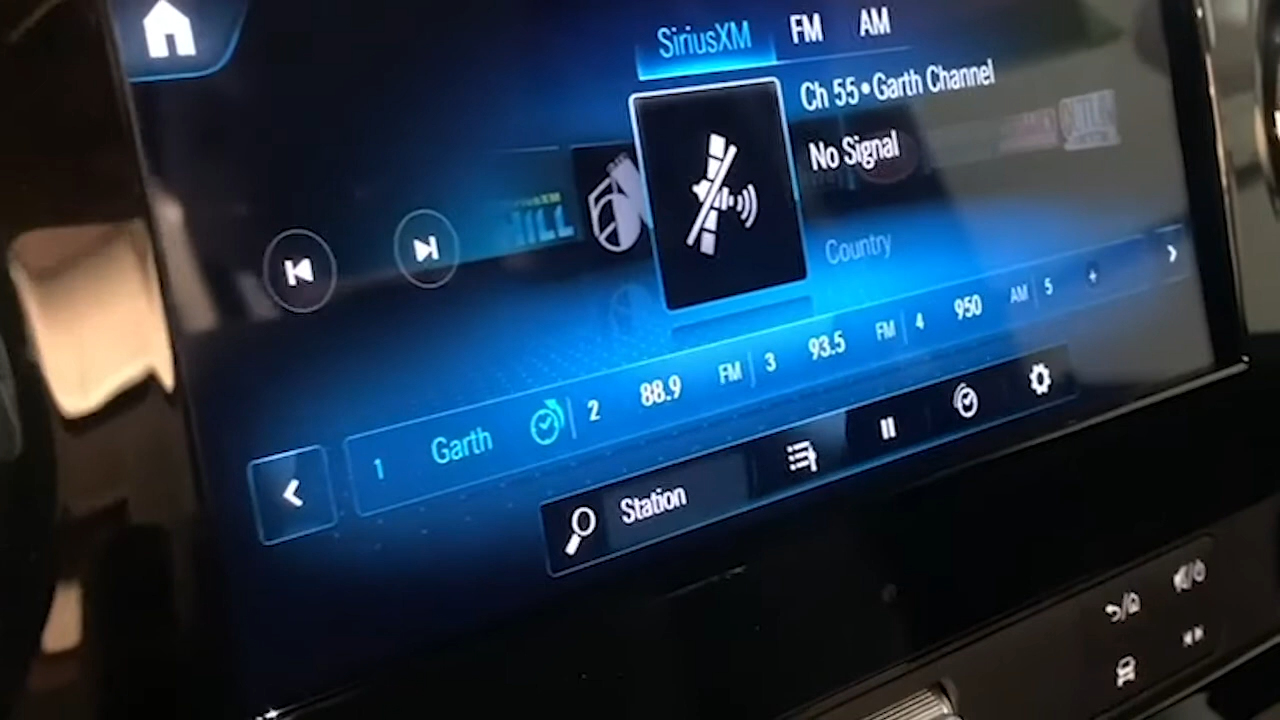 SiriusXM FM AM
Ch 55•Garth Channel
No Signal
Country
1 Garth 2 88.9 FM 3 93.5 FM 4 950 AM 5 +
Station